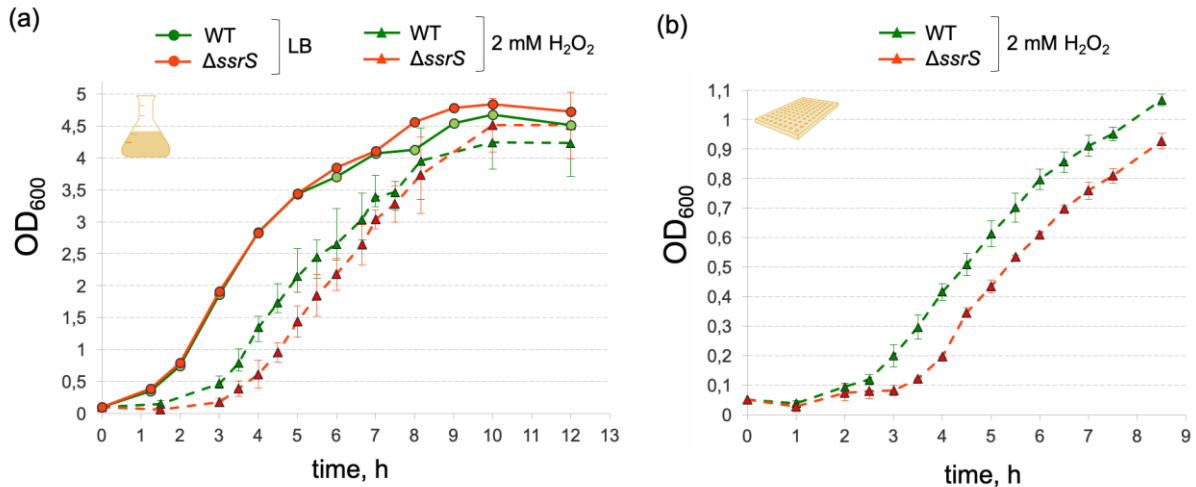 (a)
WT
ΔssrS
LB
WT
ΔssrS
2 mM H₂O₂
OD₆₀₀
5
4,5
4
3,5
3
2,5
2
1,5
1
0,5
0
0 1 2 3 4 5 6 7 8 9 10 11 12 13
time, h
(b)
WT
ΔssrS
2 mM H₂O₂
OD₆₀₀
1,1
1
0,9
0,8
0,7
0,6
0,5
0,4
0,3
0,2
0,1
0
0 1 2 3 4 5 6 7 8 9
time, h